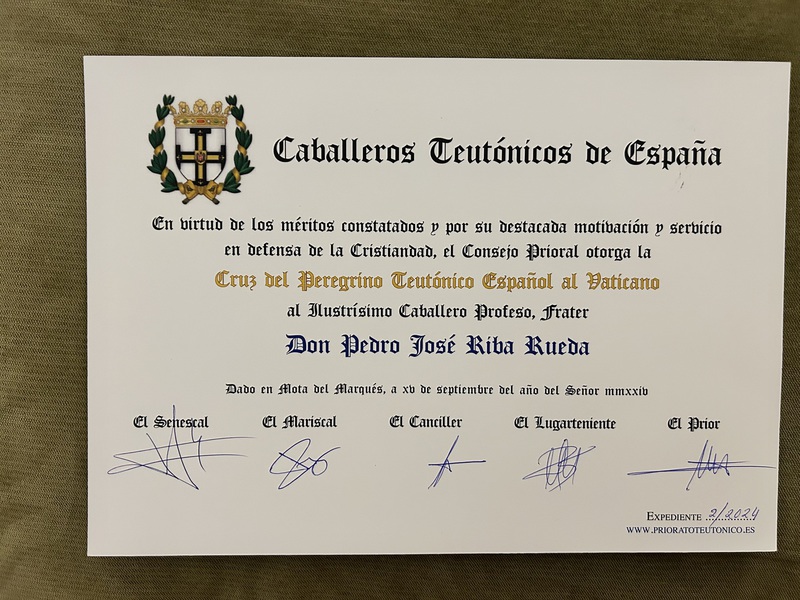 Caballeros Teutónicos de España
En virtud de los méritos constatados y por su destacada motivación y servicio
en defensa de la Cristiandad, el Consejo Prioral otorga la
Cruz del Peregrino Teutónico Español al Vaticano
al Ilustrísimo Caballero Profeso, Frater
Don Pedro José Riba Rueda
Dado en Mota del Marqués, a xv de septiembre del año del Señor mmxxiv
El Senescal El Mariscal El Canciller El Lugarteniente El Prior
Expediente 2/2024
www.prioratoteutonico.es